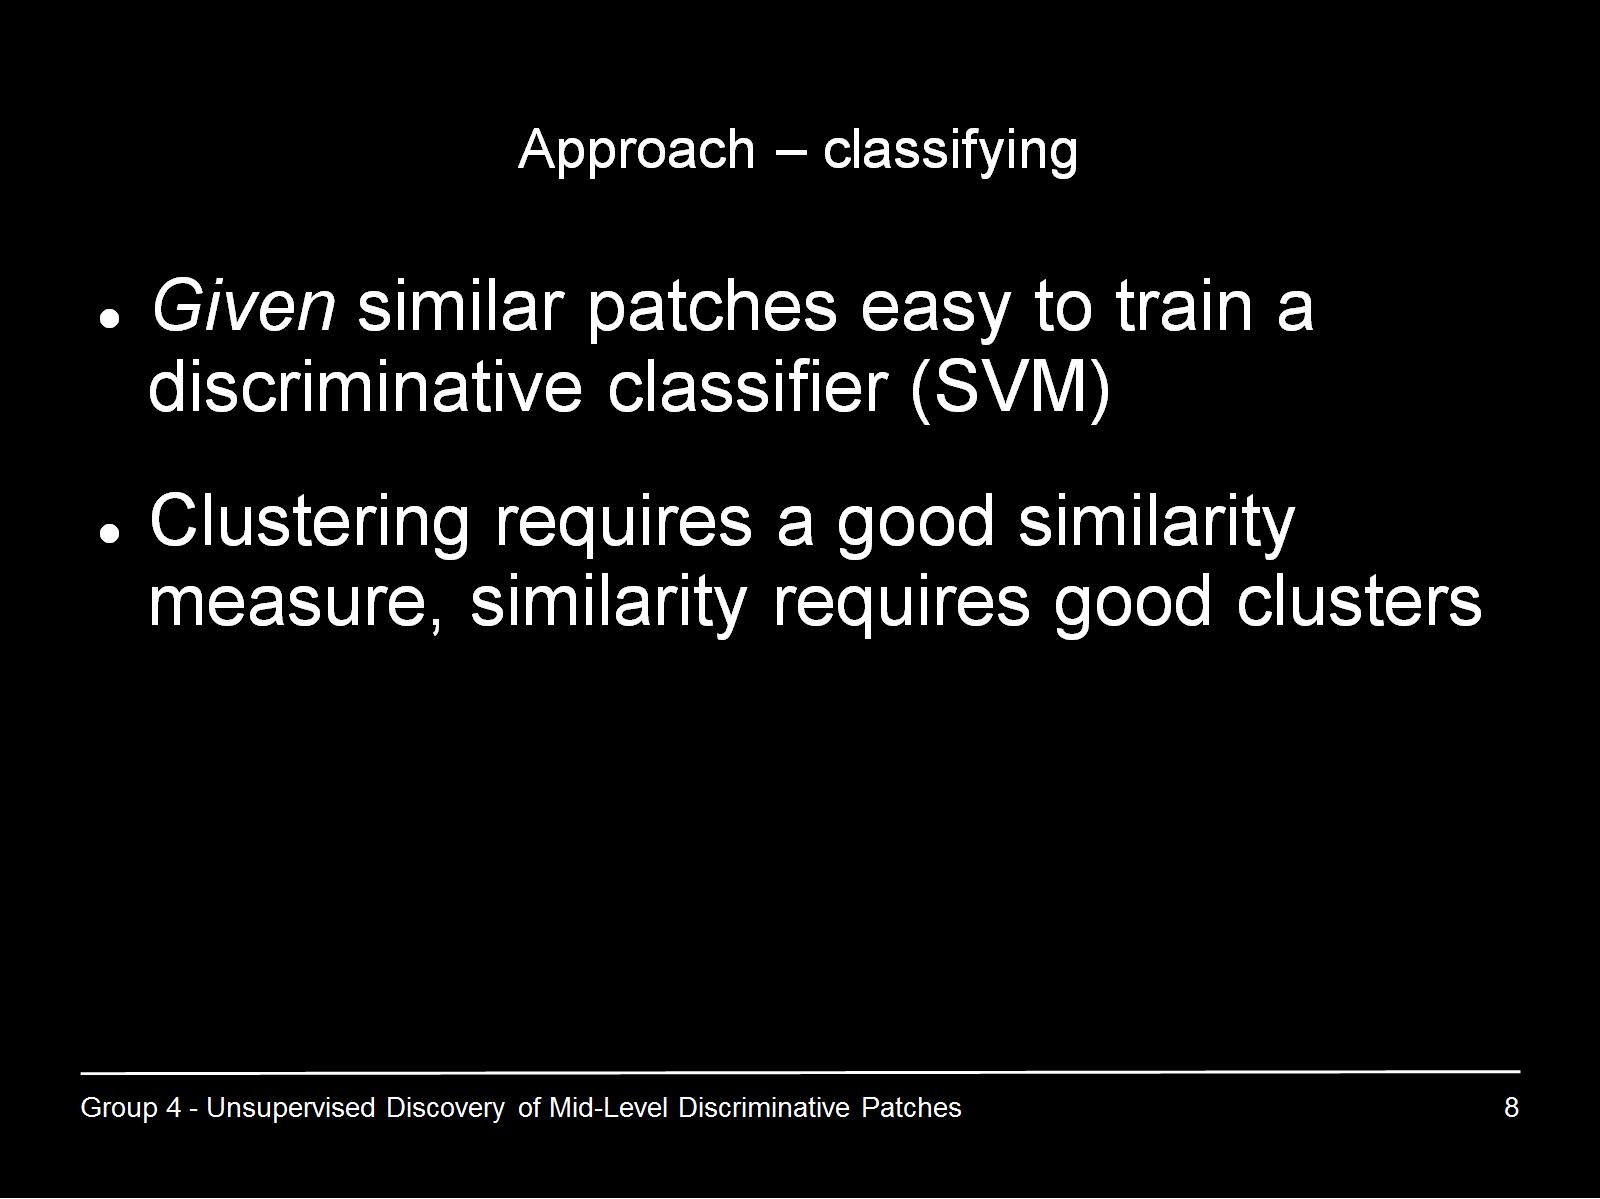 Approach – classifying
● Given similar patches easy to train a
discriminative classifier (SVM)
● Clustering requires a good similarity
measure, similarity requires good clusters
Group 4 - Unsupervised Discovery of Mid-Level Discriminative Patches 8